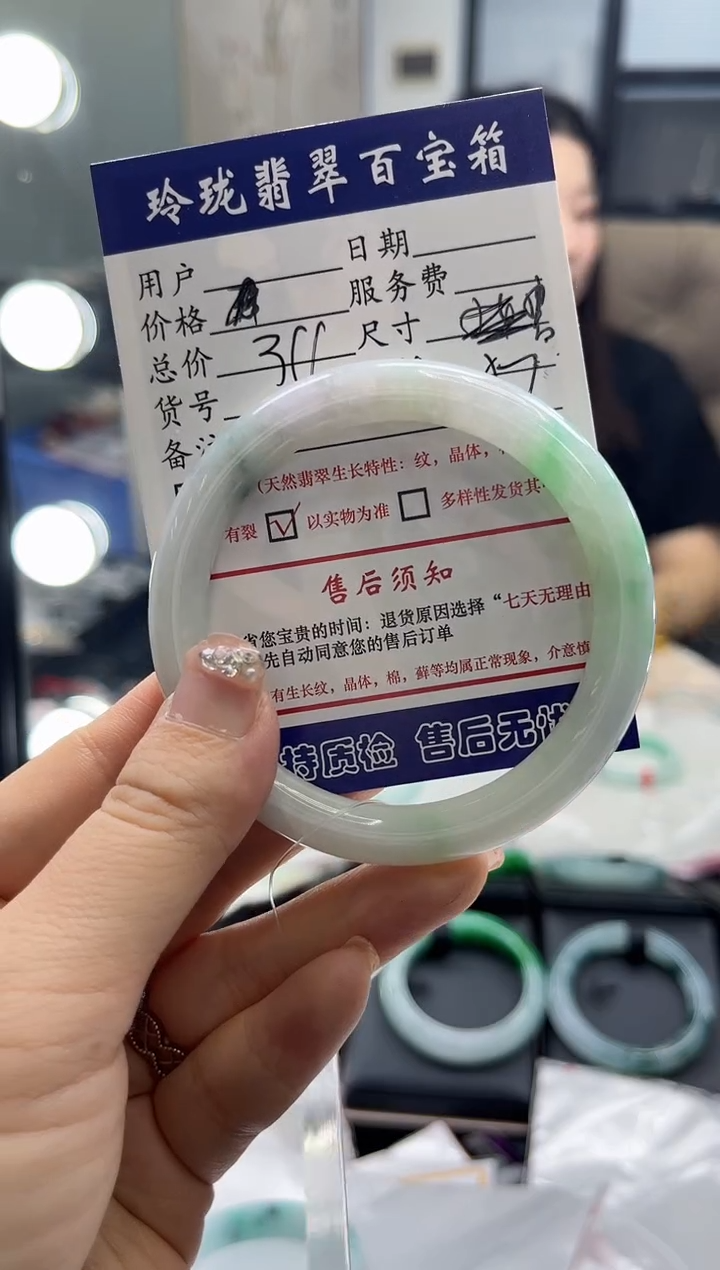 玲珑翡翠百宝箱
用户 日期
价格 服务费
总价 尺寸
货号
备注
(天然翡翠生长特性：纹，晶体，
有裂 ☑ 以实物为准 ☐ 多样性发货其
售后须知
省您宝贵的时间：退货原因选择“七天无理由
先自动同意您的售后订单
有生长纹，晶体，棉，藓等均属正常现象，介意慎
持质检 售后无忧